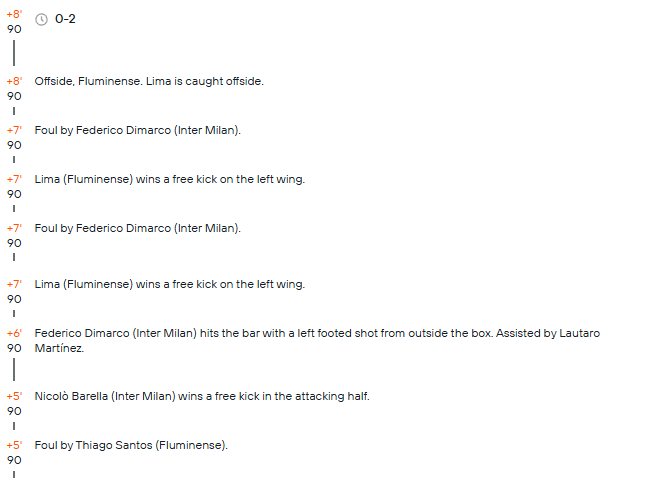 +8'
90
0-2
+8'
90
Offside, Fluminense. Lima is caught offside.
+7'
90
Foul by Federico Dimarco (Inter Milan).
+7'
90
Lima (Fluminense) wins a free kick on the left wing.
+7'
90
Foul by Federico Dimarco (Inter Milan).
+7'
90
Lima (Fluminense) wins a free kick on the left wing.
+6'
90
Federico Dimarco (Inter Milan) hits the bar with a left footed shot from outside the box. Assisted by Lautaro
Martínez.
+5'
90
Nicolò Barella (Inter Milan) wins a free kick in the attacking half.
+5'
90
Foul by Thiago Santos (Fluminense).